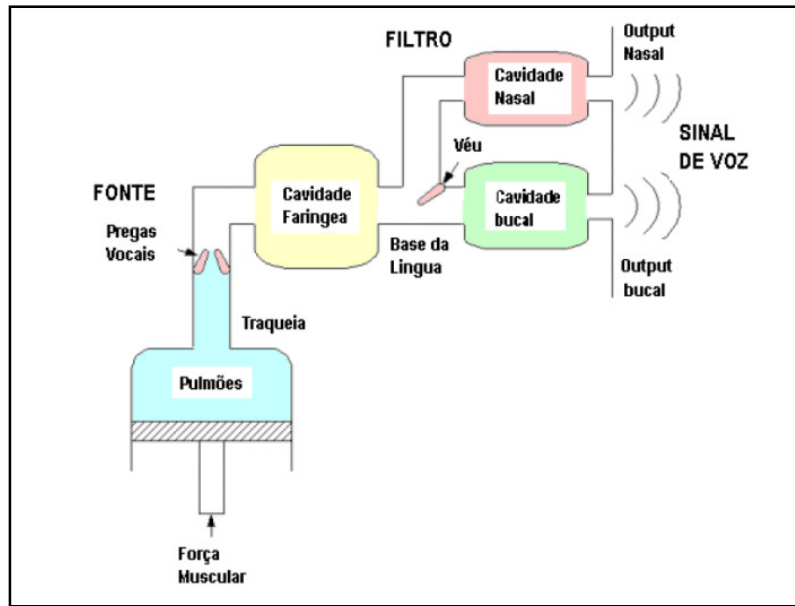 Output
Nasal
FILTRO
Cavidade
Nasal
Véu
SINAL
DE VOZ
FONTE
Cavidade
Faringea
Cavidade
bucal
Pregas
Vocais
Base da
Lingua
Output
bucal
Traqueia
Pulmões
Força
Muscular